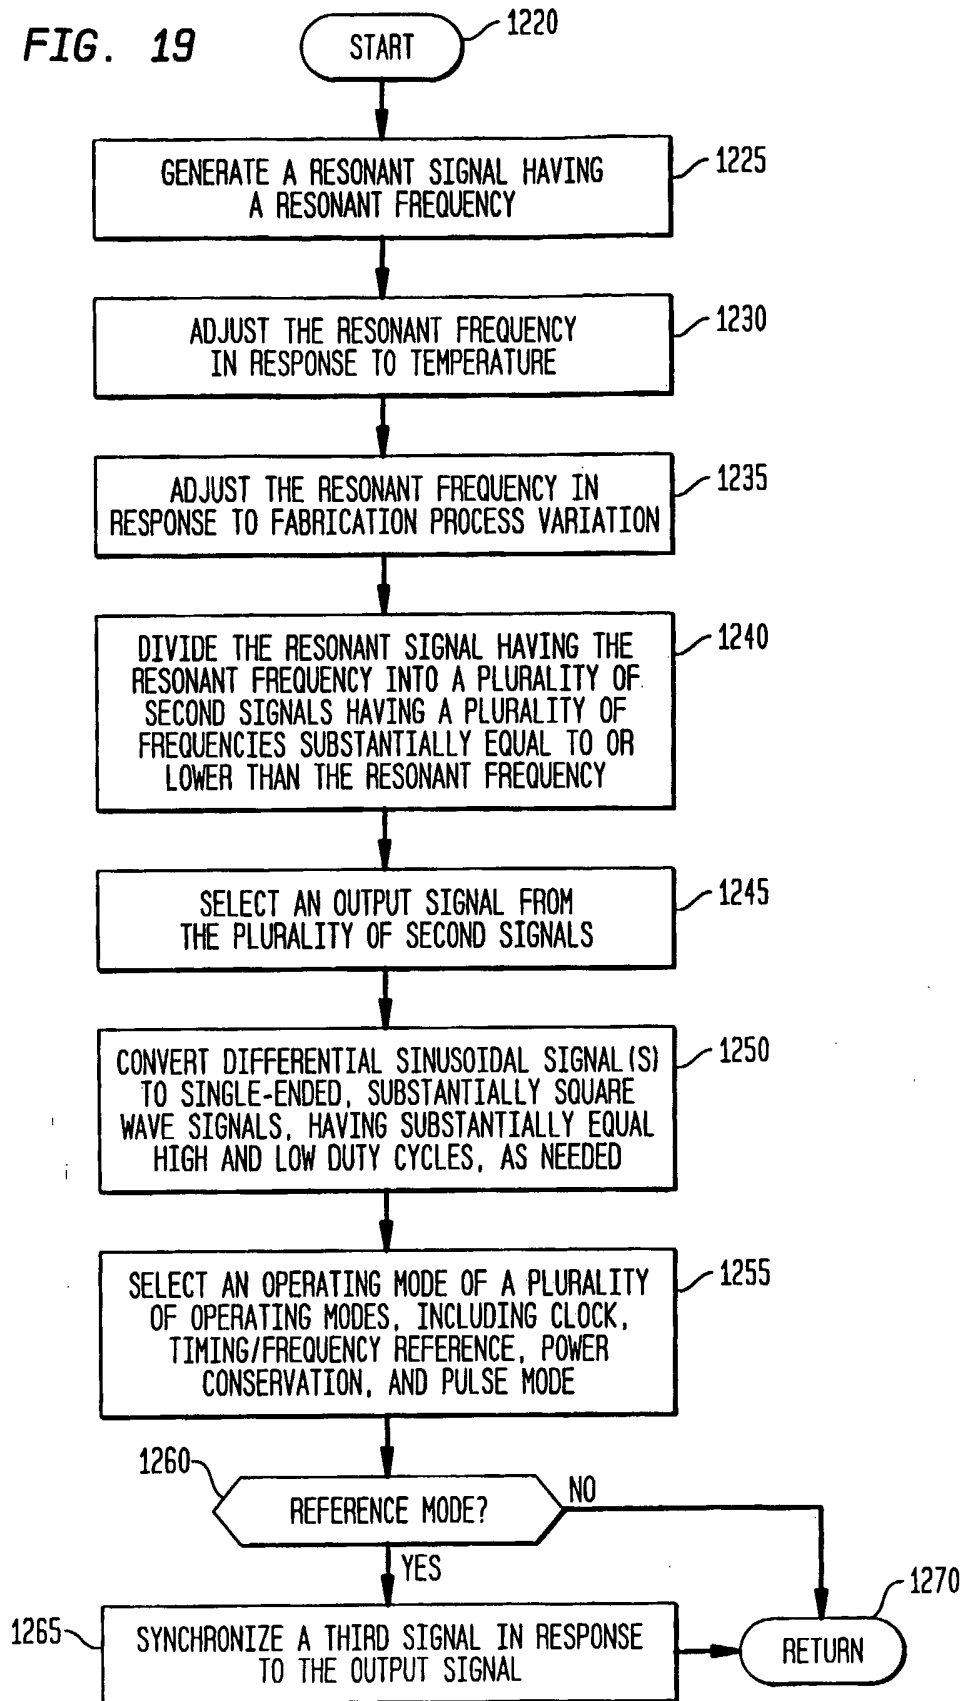 FIG. 19
START
1220
GENERATE A RESONANT SIGNAL HAVING
A RESONANT FREQUENCY
1225
ADJUST THE RESONANT FREQUENCY
IN RESPONSE TO TEMPERATURE
1230
ADJUST THE RESONANT FREQUENCY IN
RESPONSE TO FABRICATION PROCESS VARIATION
1235
DIVIDE THE RESONANT SIGNAL HAVING THE
RESONANT FREQUENCY INTO A PLURALITY OF
SECOND SIGNALS HAVING A PLURALITY OF
FREQUENCIES SUBSTANTIALLY EQUAL TO OR
LOWER THAN THE RESONANT FREQUENCY
1240
SELECT AN OUTPUT SIGNAL FROM
THE PLURALITY OF SECOND SIGNALS
1245
CONVERT DIFFERENTIAL SINUSOIDAL SIGNAL(S)
TO SINGLE-ENDED, SUBSTANTIALLY SQUARE
WAVE SIGNALS, HAVING SUBSTANTIALLY EQUAL
HIGH AND LOW DUTY CYCLES, AS NEEDED
1250
SELECT AN OPERATING MODE OF A PLURALITY
OF OPERATING MODES, INCLUDING CLOCK,
TIMING/FREQUENCY REFERENCE, POWER
CONSERVATION, AND PULSE MODE
1255
1260
REFERENCE MODE?
NO
YES
1265
SYNCHRONIZE A THIRD SIGNAL IN RESPONSE
TO THE OUTPUT SIGNAL
RETURN
1270